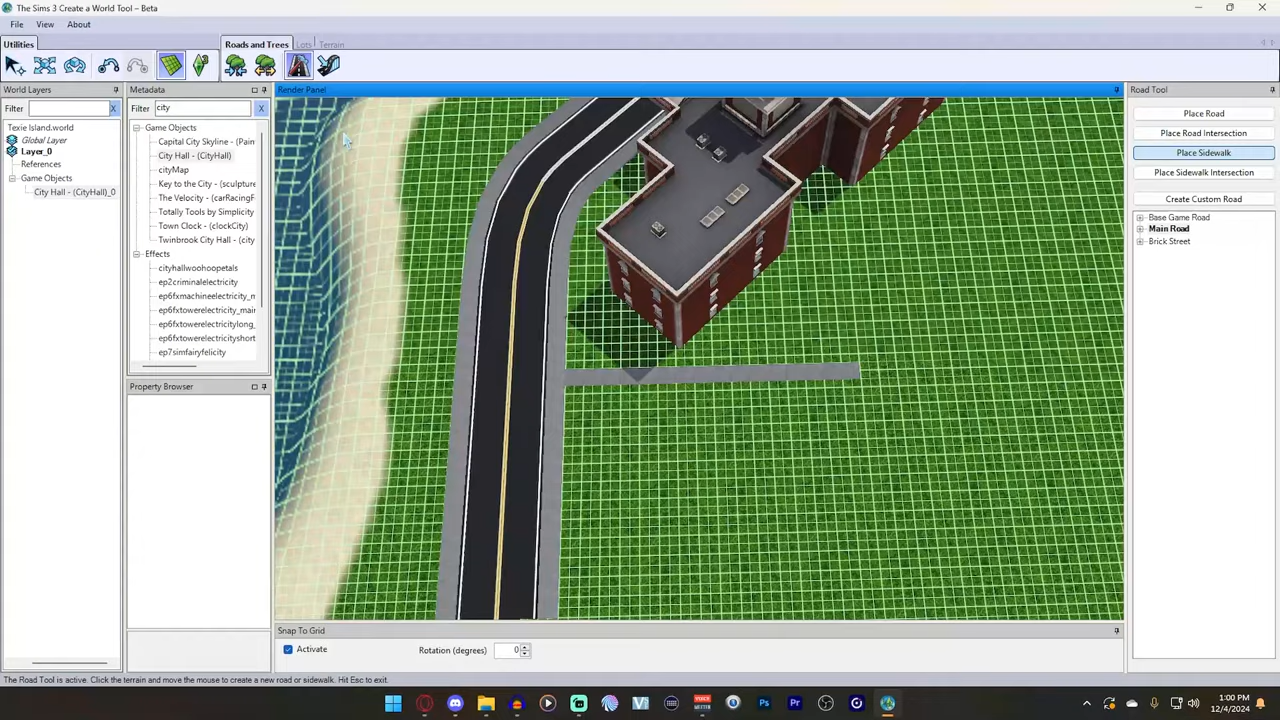 The Sims 3 Create a World Tool – Beta
File View About
Utilities
Roads and Trees Lots Terrain
World Layers
Metadata
Render Panel
Road Tool
Filter X
Filter city X
Texie Island.world
Global Layer
Layer_0
References
Game Objects
City Hall - (CityHall)_0
Game Objects
Capital City Skyline - (Pain
City Hall - (CityHall)
cityMap
Key to the City - (sculpture
The Velocity - (carRacingF
Totally Tools by Simplicity
Town Clock - (clockCity)
Twinbrook City Hall - (city
Effects
cityhallwoohoopetals
ep2criminalelectricity
ep6fxmachineelectricity_m
ep6fxtowerelectricity_mai
ep6fxtowerelectricitylong_
ep6fxtowerelectricityshort
ep7simfairyfelicity
Property Browser
Place Road
Place Road Intersection
Place Sidewalk
Place Sidewalk Intersection
Create Custom Road
Base Game Road
Main Road
Brick Street
Snap To Grid
Activate Rotation (degrees) 0
The Road Tool is active. Click the terrain and move the mouse to create a new road or sidewalk. Hit Esc to exit.
1:00 PM
12/4/2024